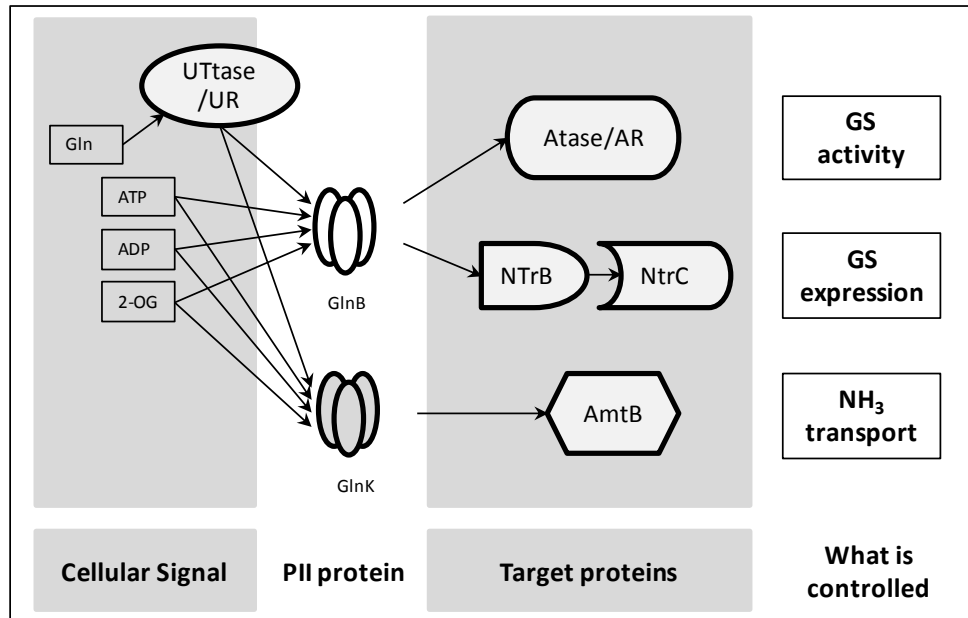 UTtase
/UR
Gln
ATP
ADP
2-OG
GlnB
GlnK
Atase/AR
NTrB
NtrC
AmtB
GS
activity
GS
expression
NH₃
transport
Cellular Signal
PII protein
Target proteins
What is
controlled